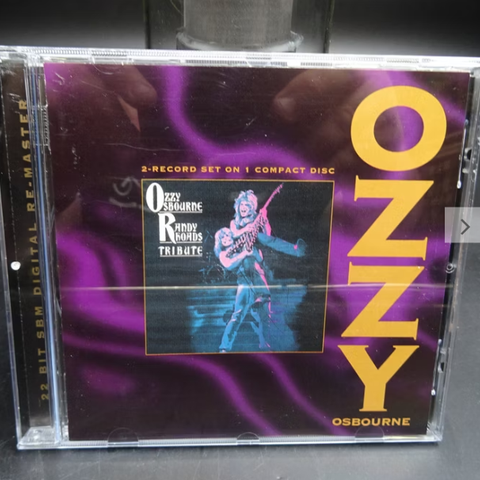 22 BIT SBM DIGITAL RE-MASTER
2-RECORD SET ON 1 COMPACT DISC
OZZY
OSBOURNE
RANDY
RHOADS
TRIBUTE
OZZY
OSBOURNE